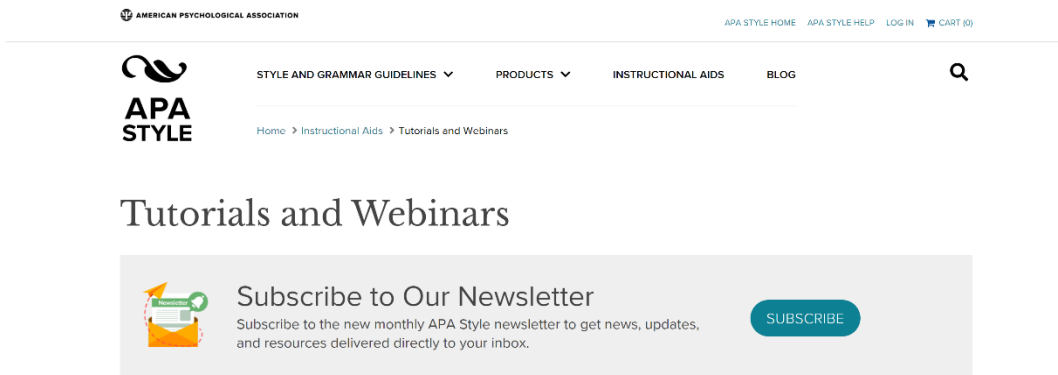 AMERICAN PSYCHOLOGICAL ASSOCIATION
APA STYLE HOME APA STYLE HELP LOG IN CART (0)
APA
STYLE
STYLE AND GRAMMAR GUIDELINES PRODUCTS INSTRUCTIONAL AIDS BLOG
Home > Instructional Aids > Tutorials and Webinars
Tutorials and Webinars
Newsletter
Subscribe to Our Newsletter
Subscribe to the new monthly APA Style newsletter to get news, updates,
and resources delivered directly to your inbox.
SUBSCRIBE